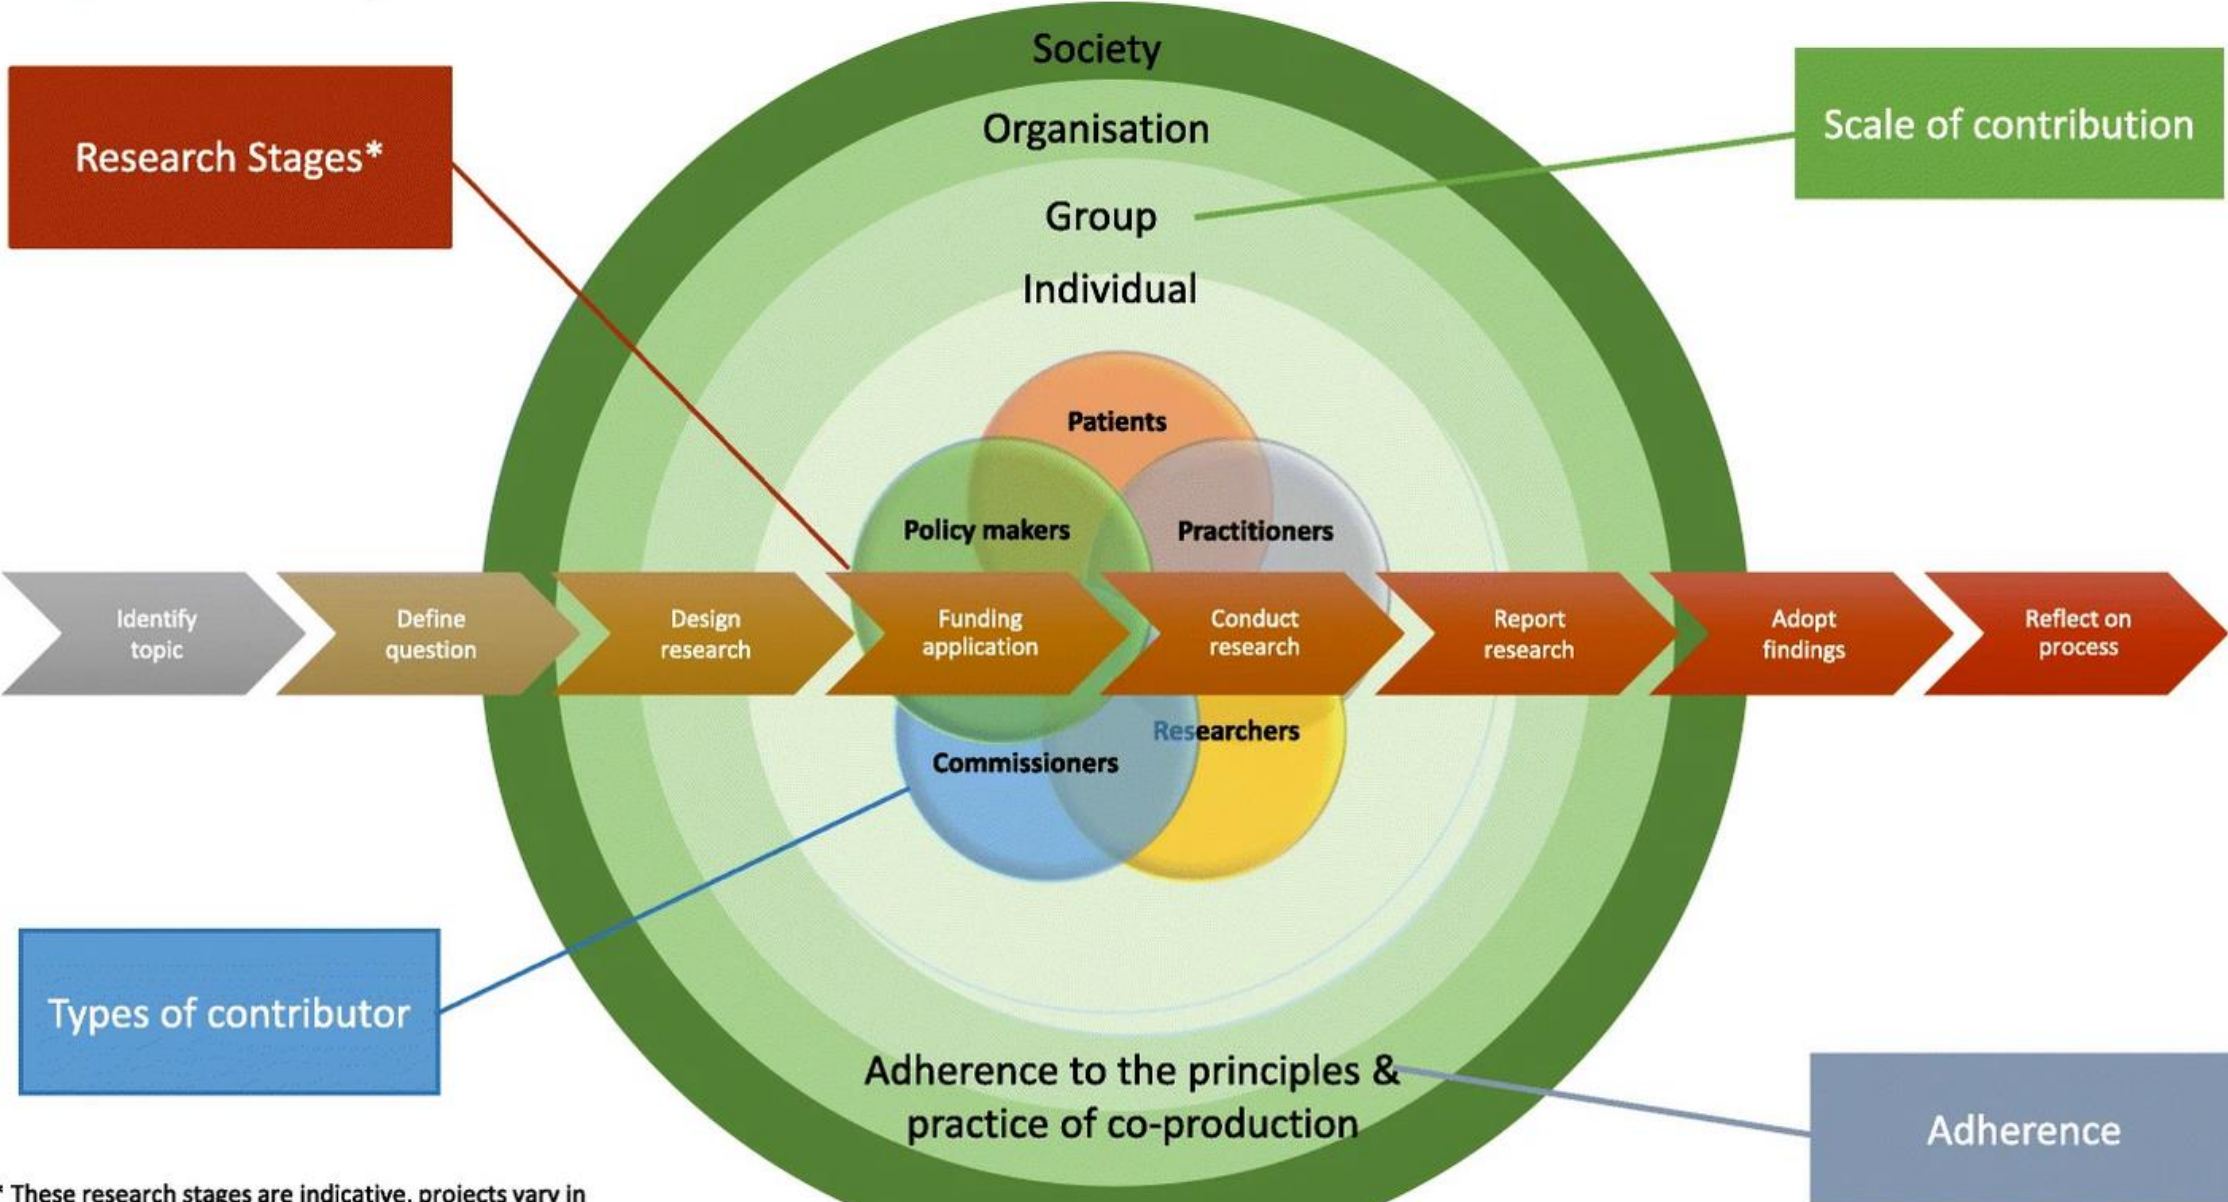 Society
Organisation
Group
Individual
Research Stages*
Scale of contribution
Patients
Policy makers
Practitioners
Identify
topic
Define
question
Design
research
Funding
application
Conduct
research
Report
research
Adopt
findings
Reflect on
process
Researchers
Commissioners
Types of contributor
Adherence to the principles &
practice of co-production
Adherence
* These research stages are indicative, projects vary in